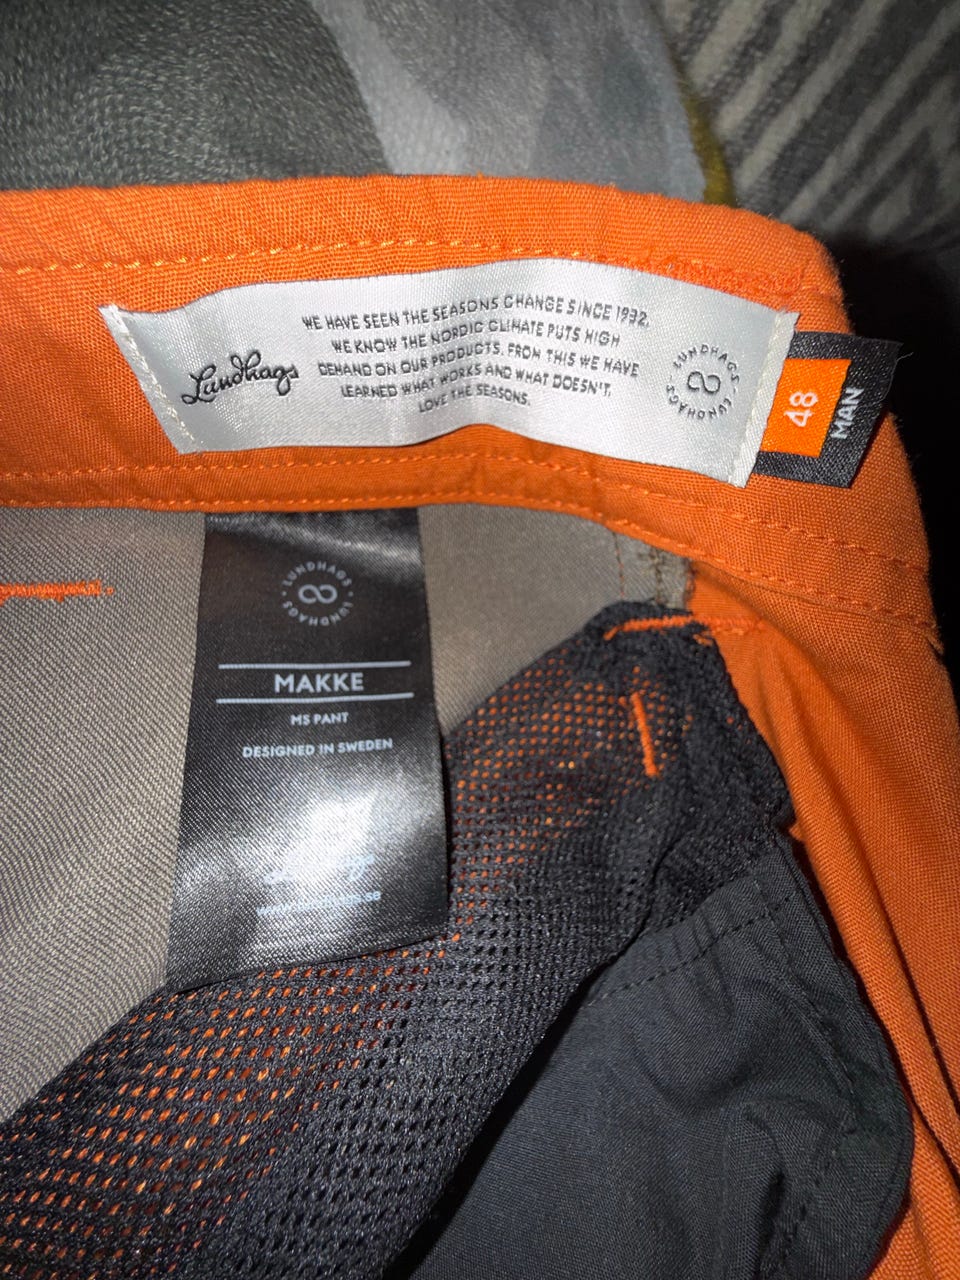 Lundhags
WE HAVE SEEN THE SEASONS CHANGE SINCE 1932.
WE KNOW THE NORDIC CLIMATE PUTS HIGH
DEMAND ON OUR PRODUCTS. FROM THIS WE HAVE
LEARNED WHAT WORKS AND WHAT DOESN'T.
LOVE THE SEASONS.
LUNDHAGS · LUNDHAGS ·
48
MAN
LUNDHAGS · LUNDHAGS ·
MAKKE
MS PANT
DESIGNED IN SWEDEN